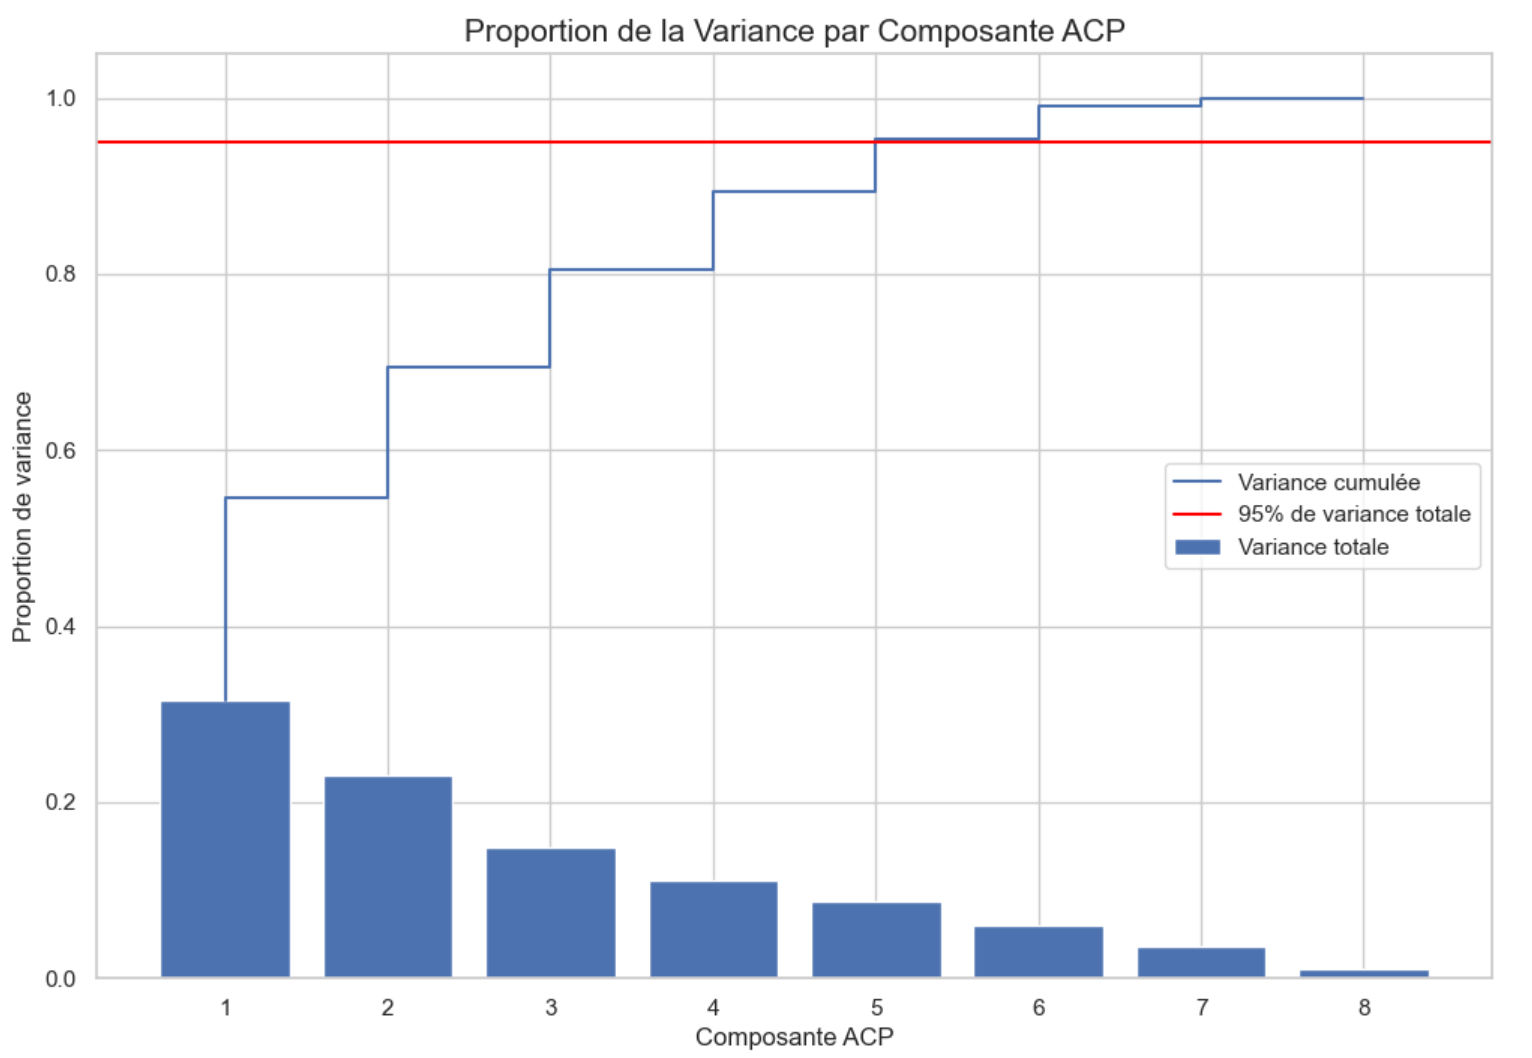 Proportion de la Variance par Composante ACP
Proportion de variance
1.0
0.8
0.6
0.4
0.2
0.0
Variance cumulée
95% de variance totale
Variance totale
1 2 3 4 5 6 7 8
Composante ACP